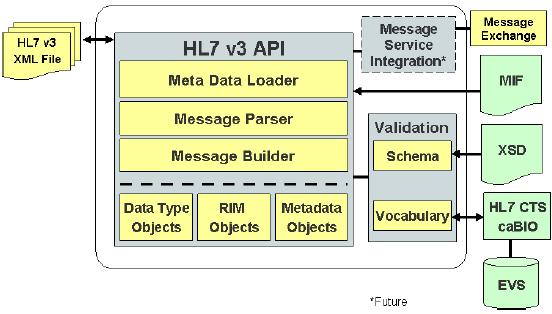 HL7 v3
XML File
HL7 v3 API
Meta Data Loader
Message Parser
Message Builder
Data Type
Objects
RIM
Objects
Metadata
Objects
Message
Service
Integration*
Message
Exchange
MIF
Validation
Schema
XSD
Vocabulary
HL7 CTS
caBIO
EVS
*Future